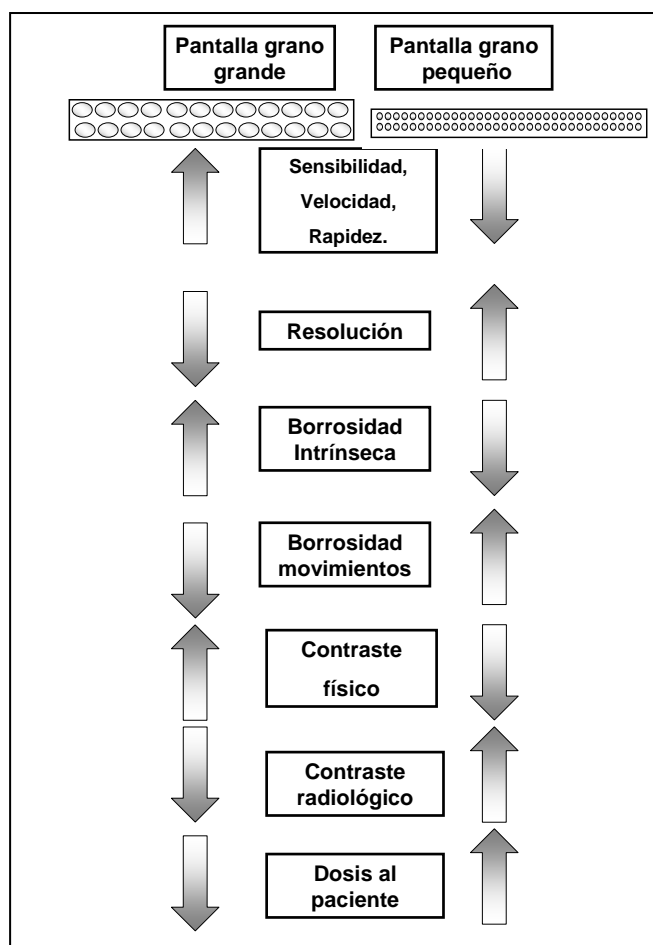 Pantalla grano
grande
Pantalla grano
pequeño
Sensibilidad,
Velocidad,
Rapidez.
Resolución
Borrosidad
Intrínseca
Borrosidad
movimientos
Contraste
físico
Contraste
radiológico
Dosis al
paciente